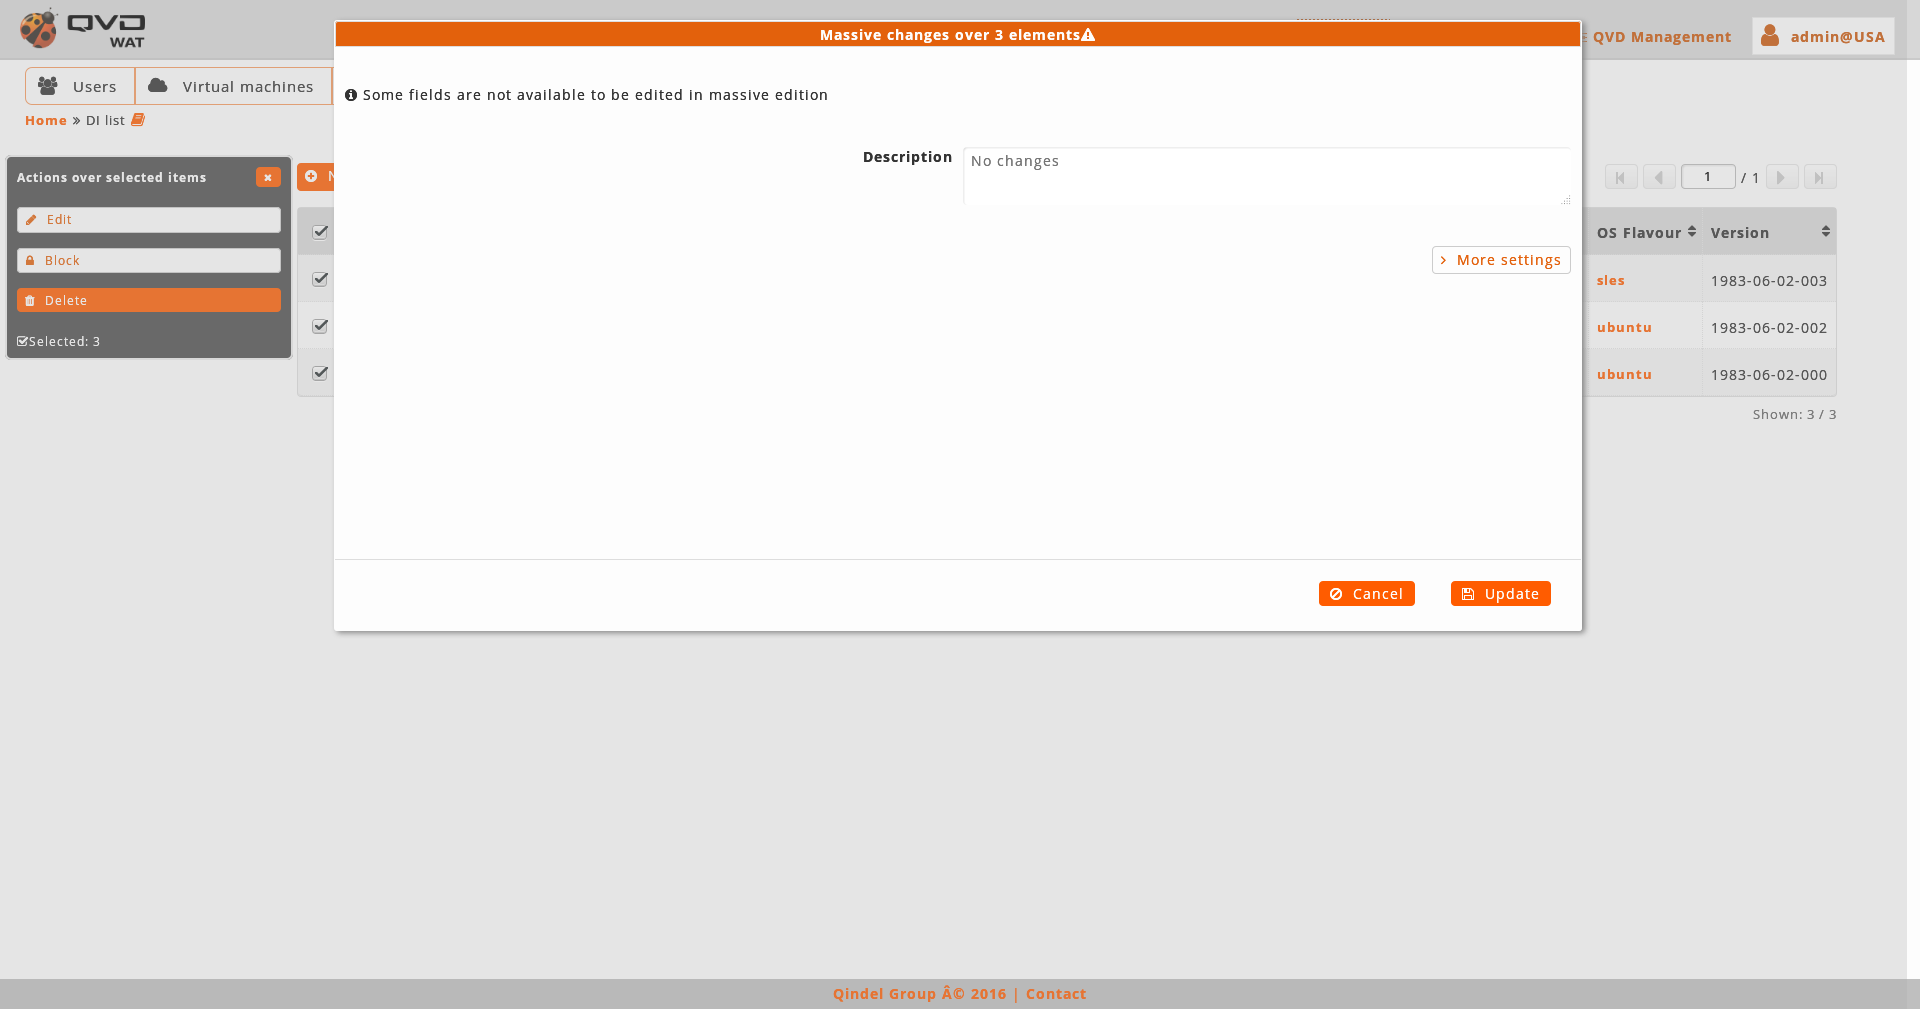 QVD
WAT
QVD Management
admin@USA
Massive changes over 3 elements
Users
Virtual machines
Home » DI list
Some fields are not available to be edited in massive edition
Description
No changes
More settings
Cancel
Update
Actions over selected items
Edit
Block
Delete
Selected: 3
1 / 1
OS Flavour
Version
sles
1983-06-02-003
ubuntu
1983-06-02-002
ubuntu
1983-06-02-000
Shown: 3 / 3
Qindel Group Â© 2016 | Contact